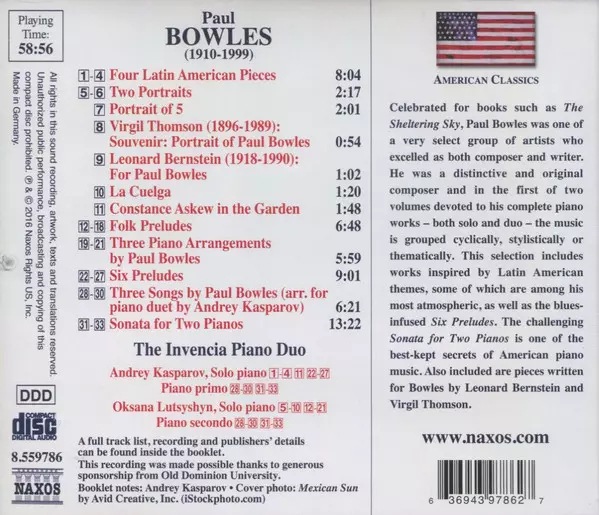 Playing
Time:
58:56
All rights in this sound recording, artwork, texts and translations reserved.
Unauthorized public performance, broadcasting and copying of this
compact disc prohibited. ℗ & © 2016 Naxos Rights US, Inc.
Made in Germany.
DDD
COMPACT
disc
DIGITAL AUDIO
8.559786
NAXOS
Paul
BOWLES
(1910-1999)
1-4 Four Latin American Pieces 8:04
5-6 Two Portraits 2:17
7 Portrait of 5 2:01
8 Virgil Thomson (1896-1989):
Souvenir: Portrait of Paul Bowles 0:54
9 Leonard Bernstein (1918-1990):
For Paul Bowles 1:02
10 La Cuelga 1:20
11 Constance Askew in the Garden 1:48
12-18 Folk Preludes 6:48
19-21 Three Piano Arrangements
by Paul Bowles 5:59
22-27 Six Preludes 9:01
28-30 Three Songs by Paul Bowles (arr. for
piano duet by Andrey Kasparov) 6:21
31-33 Sonata for Two Pianos 13:22
The Invencia Piano Duo
Andrey Kasparov, Solo piano 1-4 11 22-27
Piano primo 28-30 31-33
Oksana Lutsyshyn, Solo piano 5-10 12-21
Piano secondo 28-30 31-33
A full track list, recording and publishers' details
can be found inside the booklet.
This recording was made possible thanks to generous
sponsorship from Old Dominion University.
Booklet notes: Andrey Kasparov • Cover photo: Mexican Sun
by Avid Creative, Inc. (iStockphoto.com)
AMERICAN CLASSICS
Celebrated for books such as The
Sheltering Sky, Paul Bowles was one of
a very select group of artists who
excelled as both composer and writer.
He was a distinctive and original
composer and in the first of two
volumes devoted to his complete piano
works – both solo and duo – the music
is grouped cyclically, stylistically or
thematically. This selection includes
works inspired by Latin American
themes, some of which are among his
most atmospheric, as well as the blues-
infused Six Preludes. The challenging
Sonata for Two Pianos is one of the
best-kept secrets of American piano
music. Also included are pieces written
for Bowles by Leonard Bernstein and
Virgil Thomson.
www.naxos.com
6 36943 97862 7